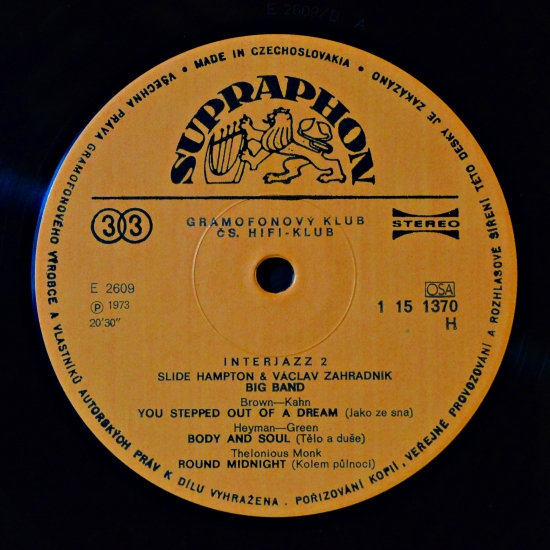 E 2609/B A
VŠECHNA PRÁVA GRAMOFONOVÉHO VÝROBCE A VLASTNÍKŮ AUTORSKÝCH PRÁV K DÍLU VYHRAŽENA. POŘIZOVÁNÍ KOPIÍ, VEŘEJNÉ PROVOZOVÁNÍ A ROZHLASOVÉ ŠÍŘENÍ TÉTO DESKY JE ZAKÁZÁNO
• MADE IN CZECHOSLOVAKIA •
SUPRAPHON
33
GRAMOFONOVÝ KLUB
ČS. HIFI-KLUB
STEREO
E 2609
Ⓟ 1973
20'30"
OSA
1 15 1370
H
INTERJAZZ 2
SLIDE HAMPTON & VÁCLAV ZAHRADNÍK
BIG BAND
Brown—Kahn
YOU STEPPED OUT OF A DREAM (Jako ze sna)
Heyman—Green
BODY AND SOUL (Tělo a duše)
Thelonious Monk
ROUND MIDNIGHT (Kolem půlnoci)